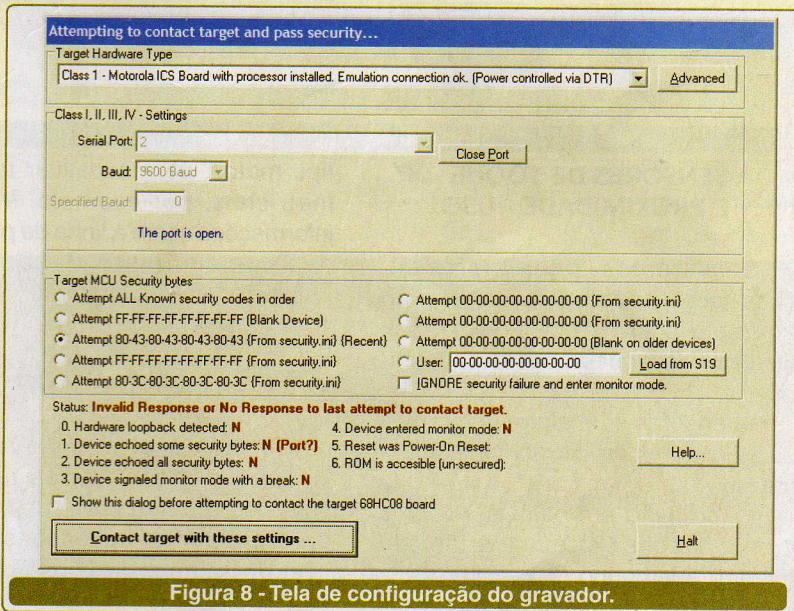 Attempting to contact target and pass security...
Target Hardware Type
Class 1 - Motorola ICS Board with processor installed. Emulation connection ok. (Power controlled via DTR)
Advanced
Class I, II, III, IV - Settings
Serial Port: 2
Close Port
Baud: 9600 Baud
Specified Baud: 0
The port is open.
Target MCU Security bytes
Attempt ALL Known security codes in order
Attempt FF-FF-FF-FF-FF-FF-FF-FF (Blank Device)
Attempt 80-43-80-43-80-43-80-43 {From security.ini} {Recent}
Attempt FF-FF-FF-FF-FF-FF-FF-FF {From security.ini}
Attempt 80-3C-80-3C-80-3C-80-3C {From security.ini}
Attempt 00-00-00-00-00-00-00-00 {From security.ini}
Attempt 00-00-00-00-00-00-00-00 {From security.ini}
Attempt 00-00-00-00-00-00-00-00 (Blank on older devices)
User: 00-00-00-00-00-00-00-00
Load from S19
IGNORE security failure and enter monitor mode.
Status: Invalid Response or No Response to last attempt to contact target.
0. Hardware loopback detected: N
1. Device echoed some security bytes: N (Port?)
2. Device echoed all security bytes: N
3. Device signaled monitor mode with a break: N
4. Device entered monitor mode: N
5. Reset was Power-On Reset:
6. ROM is accesible (un-secured):
Help...
Show this dialog before attempting to contact the target 68HC08 board
Contact target with these settings ...
Halt
Figura 8 - Tela de configuração do gravador.